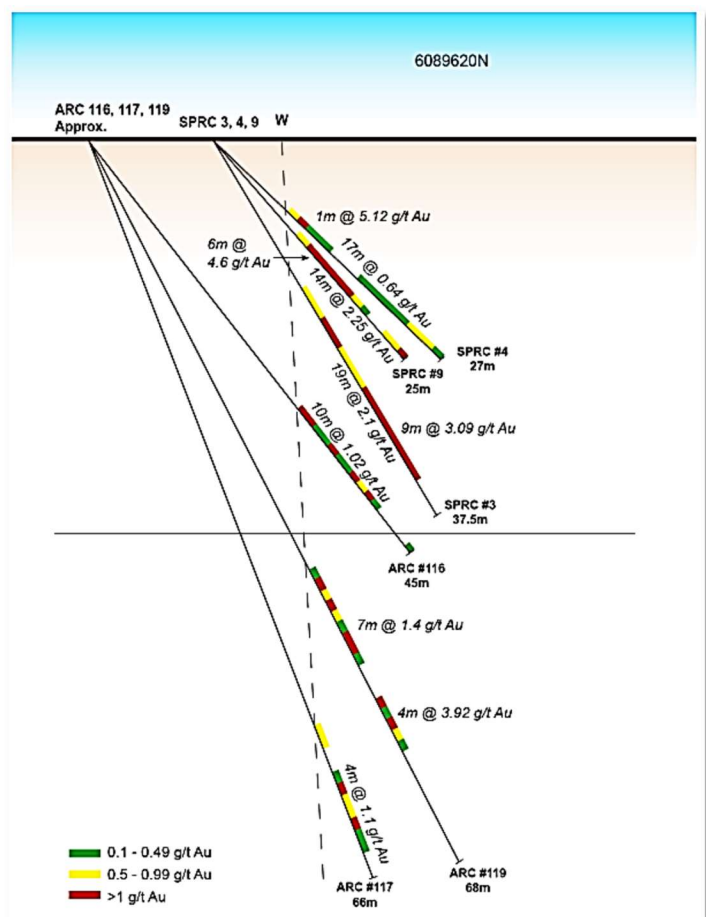 6089620N
ARC 116, 117, 119
Approx.
SPRC 3, 4, 9
W
1m @ 5.12 g/t Au
6m @
4.6 g/t Au
17m @ 0.64 g/t Au
14m @ 2.25 g/t Au
SPRC #4
27m
SPRC #9
25m
19m @ 2.1 g/t Au
10m @ 1.02 g/t Au
9m @ 3.09 g/t Au
SPRC #3
37.5m
ARC #116
45m
7m @ 1.4 g/t Au
4m @ 3.92 g/t Au
4m @ 1.1 g/t Au
0.1 - 0.49 g/t Au
0.5 - 0.99 g/t Au
>1 g/t Au
ARC #117
66m
ARC #119
68m